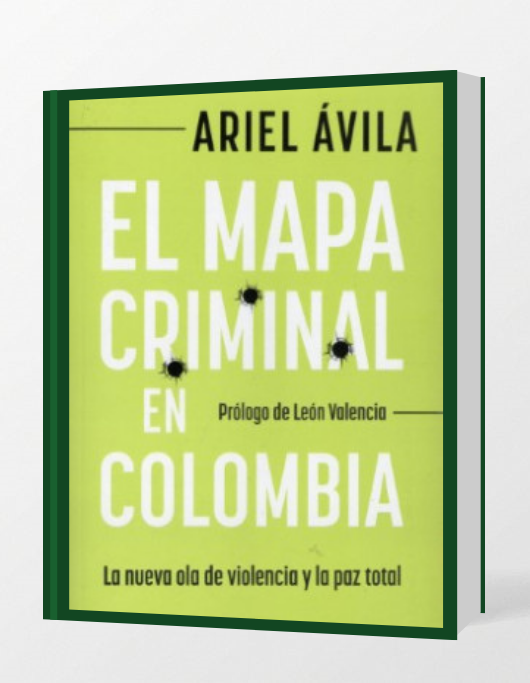 ARIEL ÁVILA
EL MAPA
CRIMINAL
EN
Prólogo de León Valencia
COLOMBIA
La nueva ola de violencia y la paz total